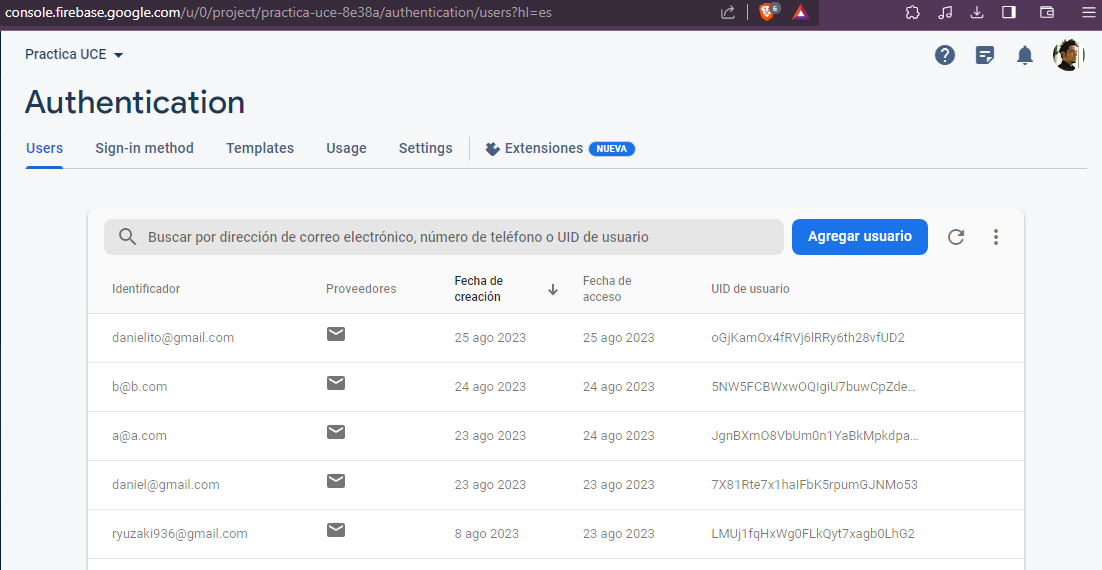 console.firebase.google.com/u/0/project/practica-uce-8e38a/authentication/users?hl=es
6
Practica UCE
Authentication
Users Sign-in method Templates Usage Settings Extensiones NUEVA
Buscar por dirección de correo electrónico, número de teléfono o UID de usuario Agregar usuario
Identificador Proveedores Fecha de creación Fecha de acceso UID de usuario
danielito@gmail.com 25 ago 2023 25 ago 2023 oGjKamOx4fRVj6lRRy6th28vfUD2
b@b.com 24 ago 2023 24 ago 2023 5NW5FCBWxwOQIgiU7buwCpZde...
a@a.com 23 ago 2023 24 ago 2023 JgnBXmO8VbUm0n1YaBkMpkdpa...
daniel@gmail.com 23 ago 2023 23 ago 2023 7X81Rte7x1haIFbK5rpumGJNMo53
ryuzaki936@gmail.com 8 ago 2023 23 ago 2023 LMUj1fqHxWg0FLkQyt7xagb0LhG2